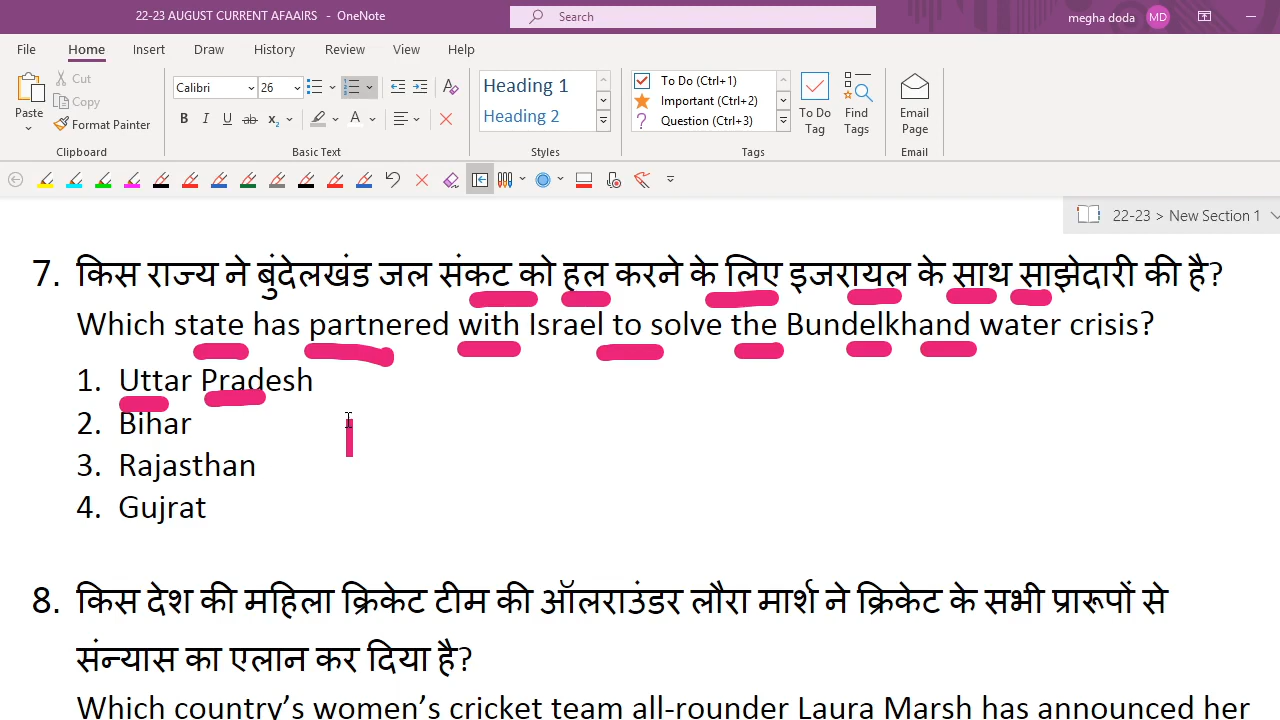 22-23 AUGUST CURRENT AFAAIRS - OneNote
Search
megha doda MD
File Home Insert Draw History Review View Help
Paste
Cut
Copy
Format Painter
Clipboard
Calibri 26
B I U ab x₂ A
Basic Text
Heading 1
Heading 2
Styles
To Do (Ctrl+1)
Important (Ctrl+2)
? Question (Ctrl+3)
Tags
To Do Tag
Find Tags
Email Page
Email
22-23 > New Section 1
7. किस राज्य ने बुंदेलखंड जल संकट को हल करने के लिए इजरायल के साथ साझेदारी की है?
Which state has partnered with Israel to solve the Bundelkhand water crisis?
1. Uttar Pradesh
2. Bihar
3. Rajasthan
4. Gujrat
8. किस देश की महिला क्रिकेट टीम की ऑलराउंडर लौरा मार्श ने क्रिकेट के सभी प्रारूपों से
संन्यास का एलान कर दिया है?
Which country's women's cricket team all-rounder Laura Marsh has announced her